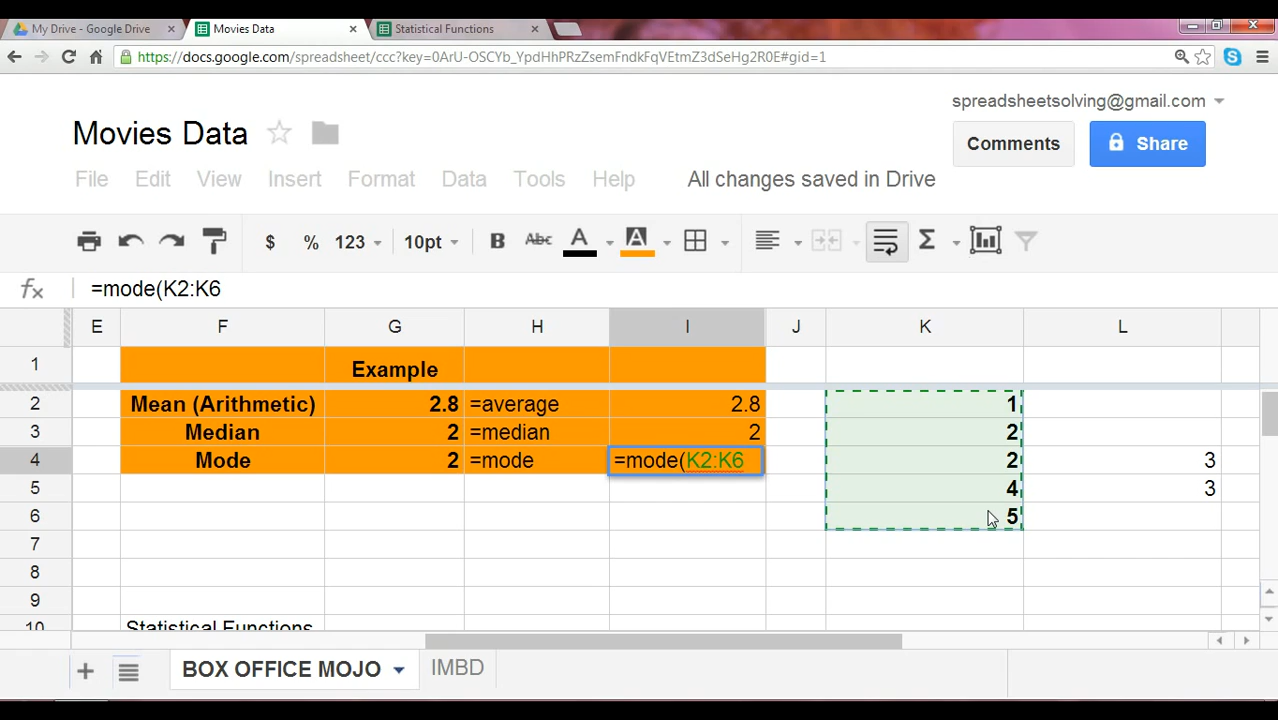 My Drive - Google Drive × Movies Data × Statistical Functions ×
https://docs.google.com/spreadsheet/ccc?key=0ArU-OSCYb_YpdHhPRzZsemFndkFqVEtmZ3dSeHg2R0E#gid=1
spreadsheetsolving@gmail.com
Movies Data
Comments Share
File Edit View Insert Format Data Tools Help All changes saved in Drive
$ % 123 10pt B Abc A A Σ
fx =mode(K2:K6
E F G H I J K L
1 Example
2 Mean (Arithmetic) 2.8 =average 2.8 1
3 Median 2 =median 2 2
4 Mode 2 =mode =mode(K2:K6 2 3
5 4 3
6 5
7
8
9
10 Statistical Functions
+ BOX OFFICE MOJO IMBD